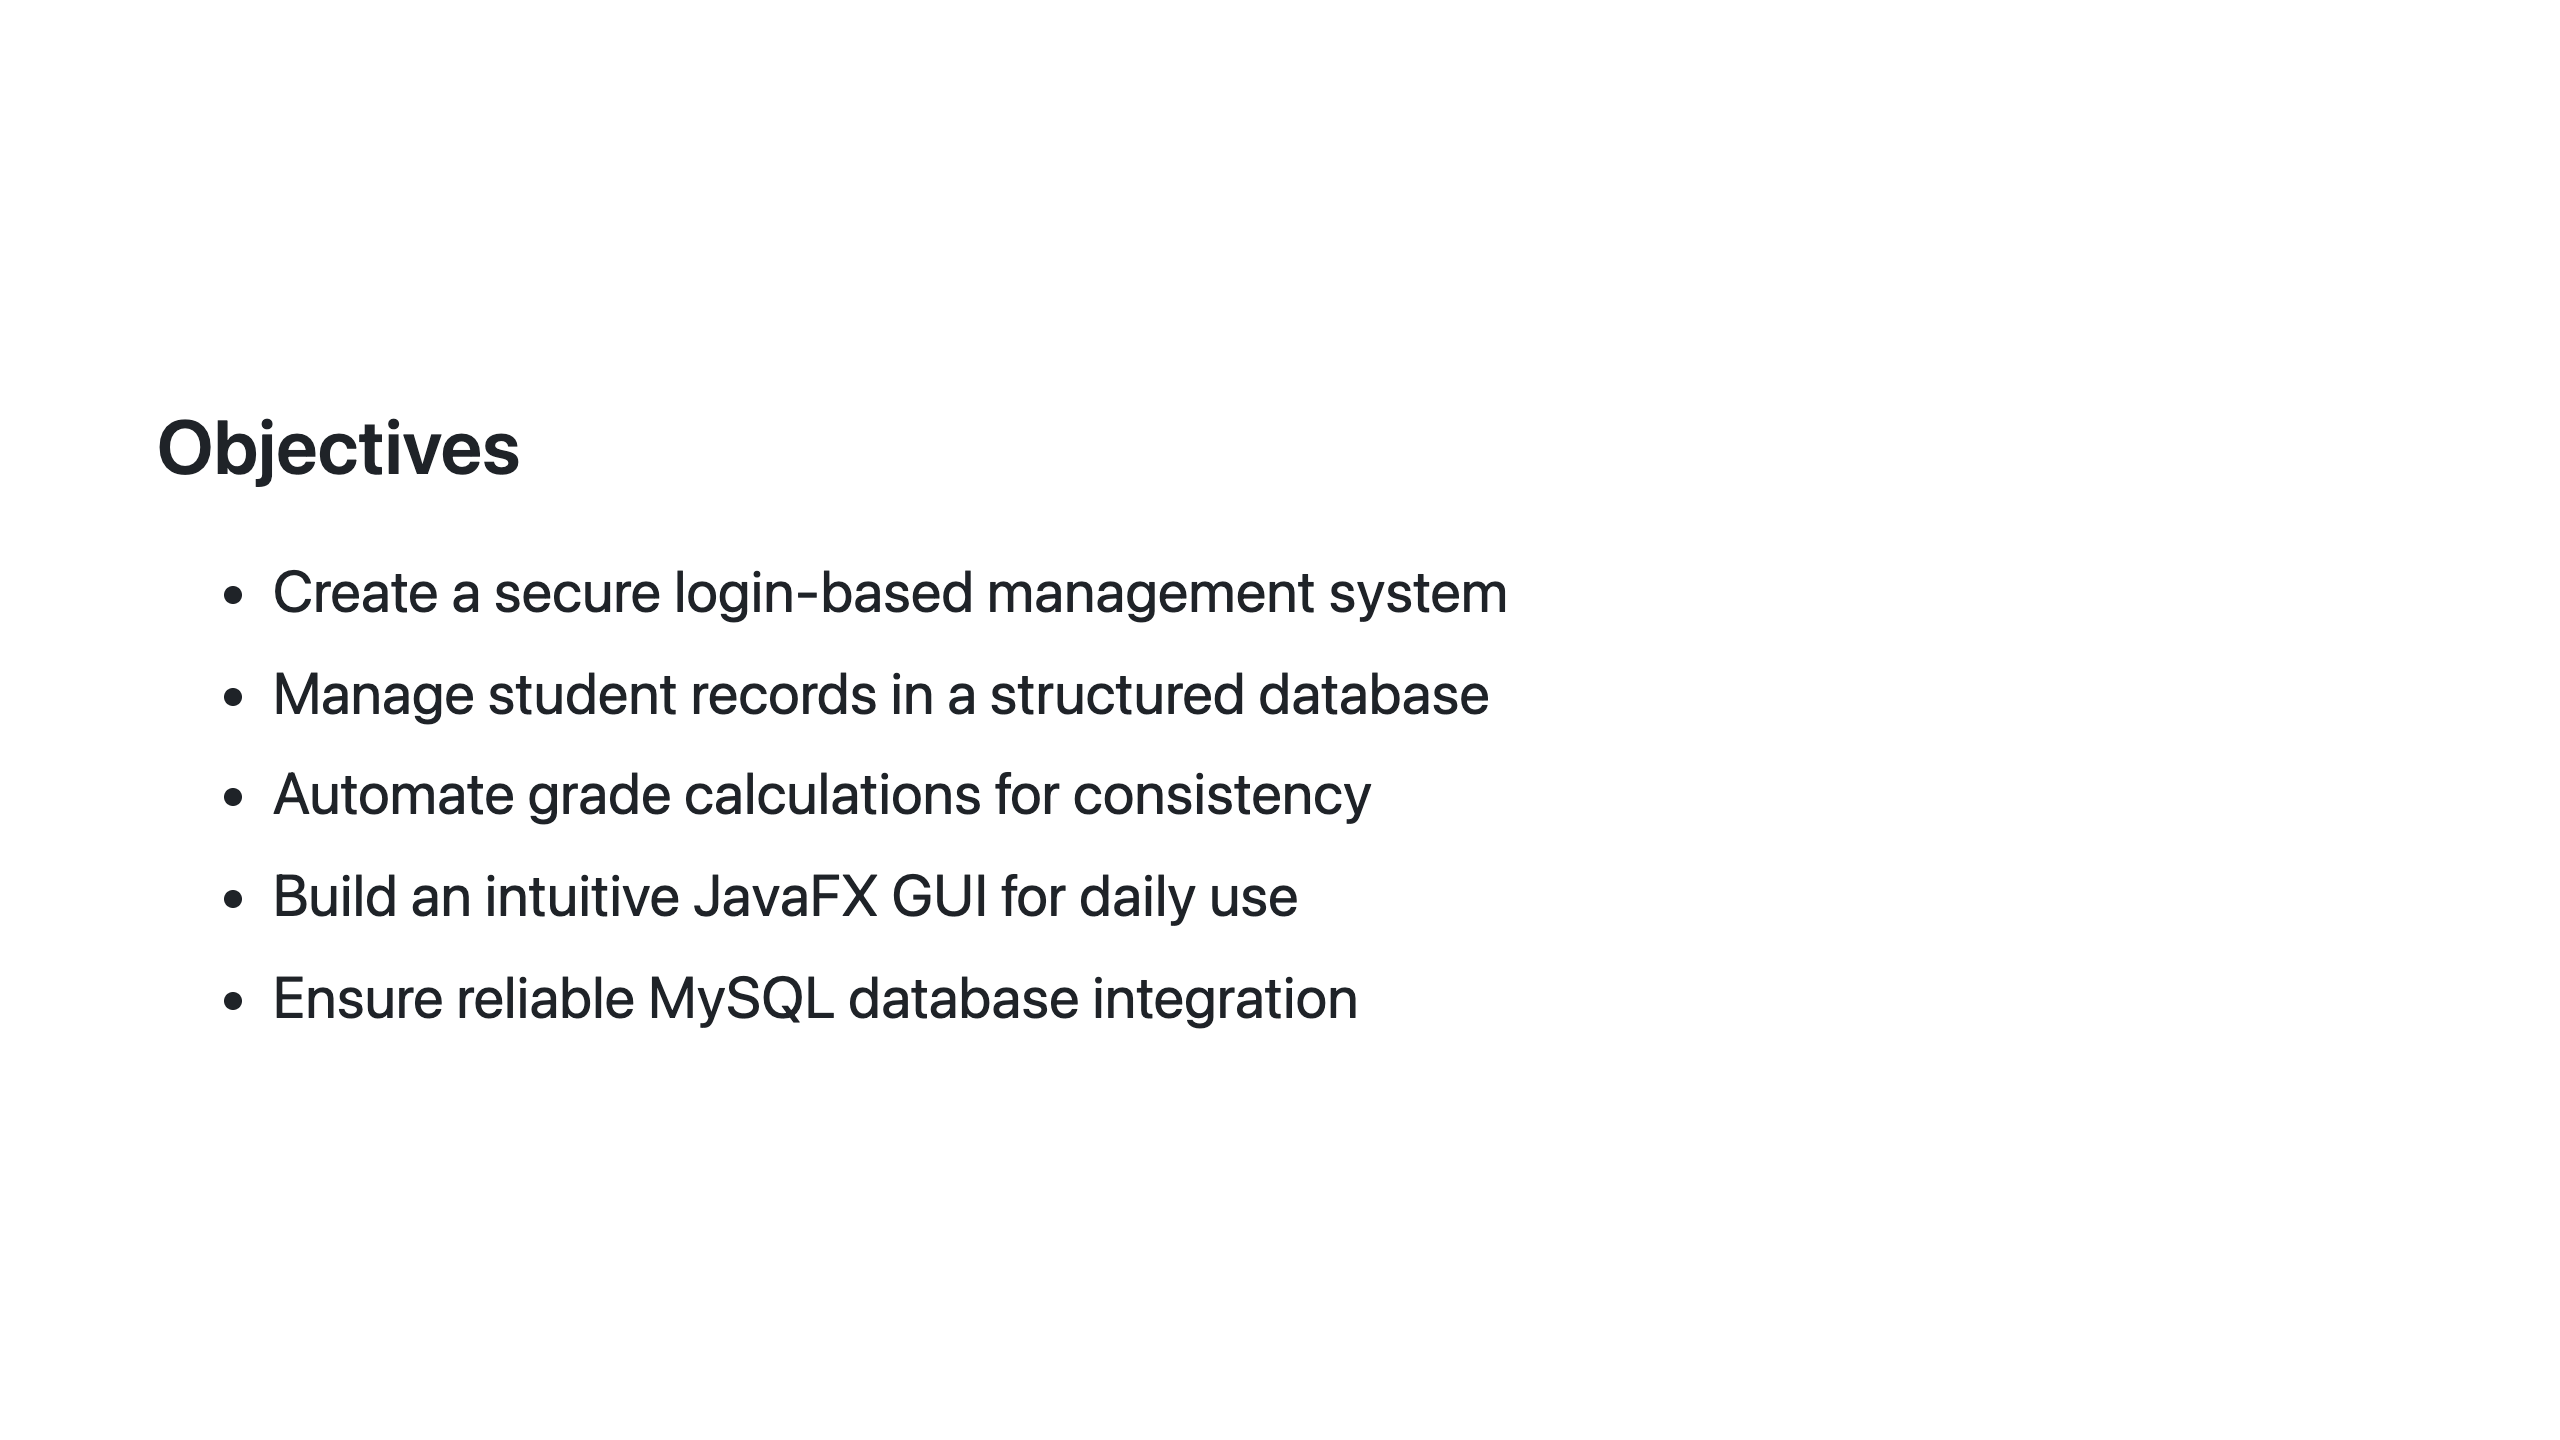 Objectives
• Create a secure login-based management system
• Manage student records in a structured database
• Automate grade calculations for consistency
• Build an intuitive JavaFX GUI for daily use
• Ensure reliable MySQL database integration